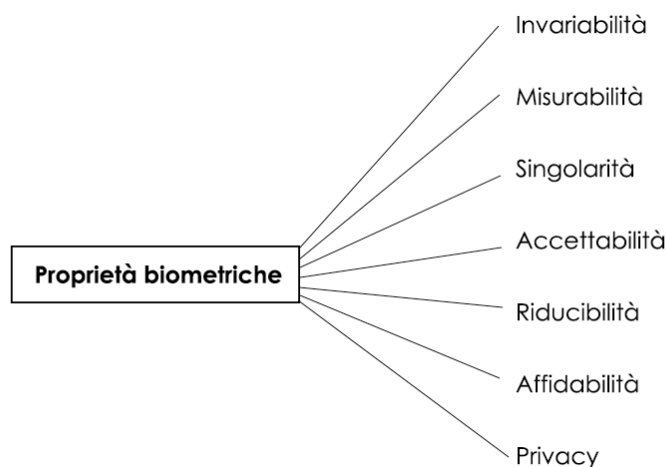 Invariabilità
Misurabilità
Singolarità
Accettabilità
Proprietà biometriche
Riducibilità
Affidabilità
Privacy